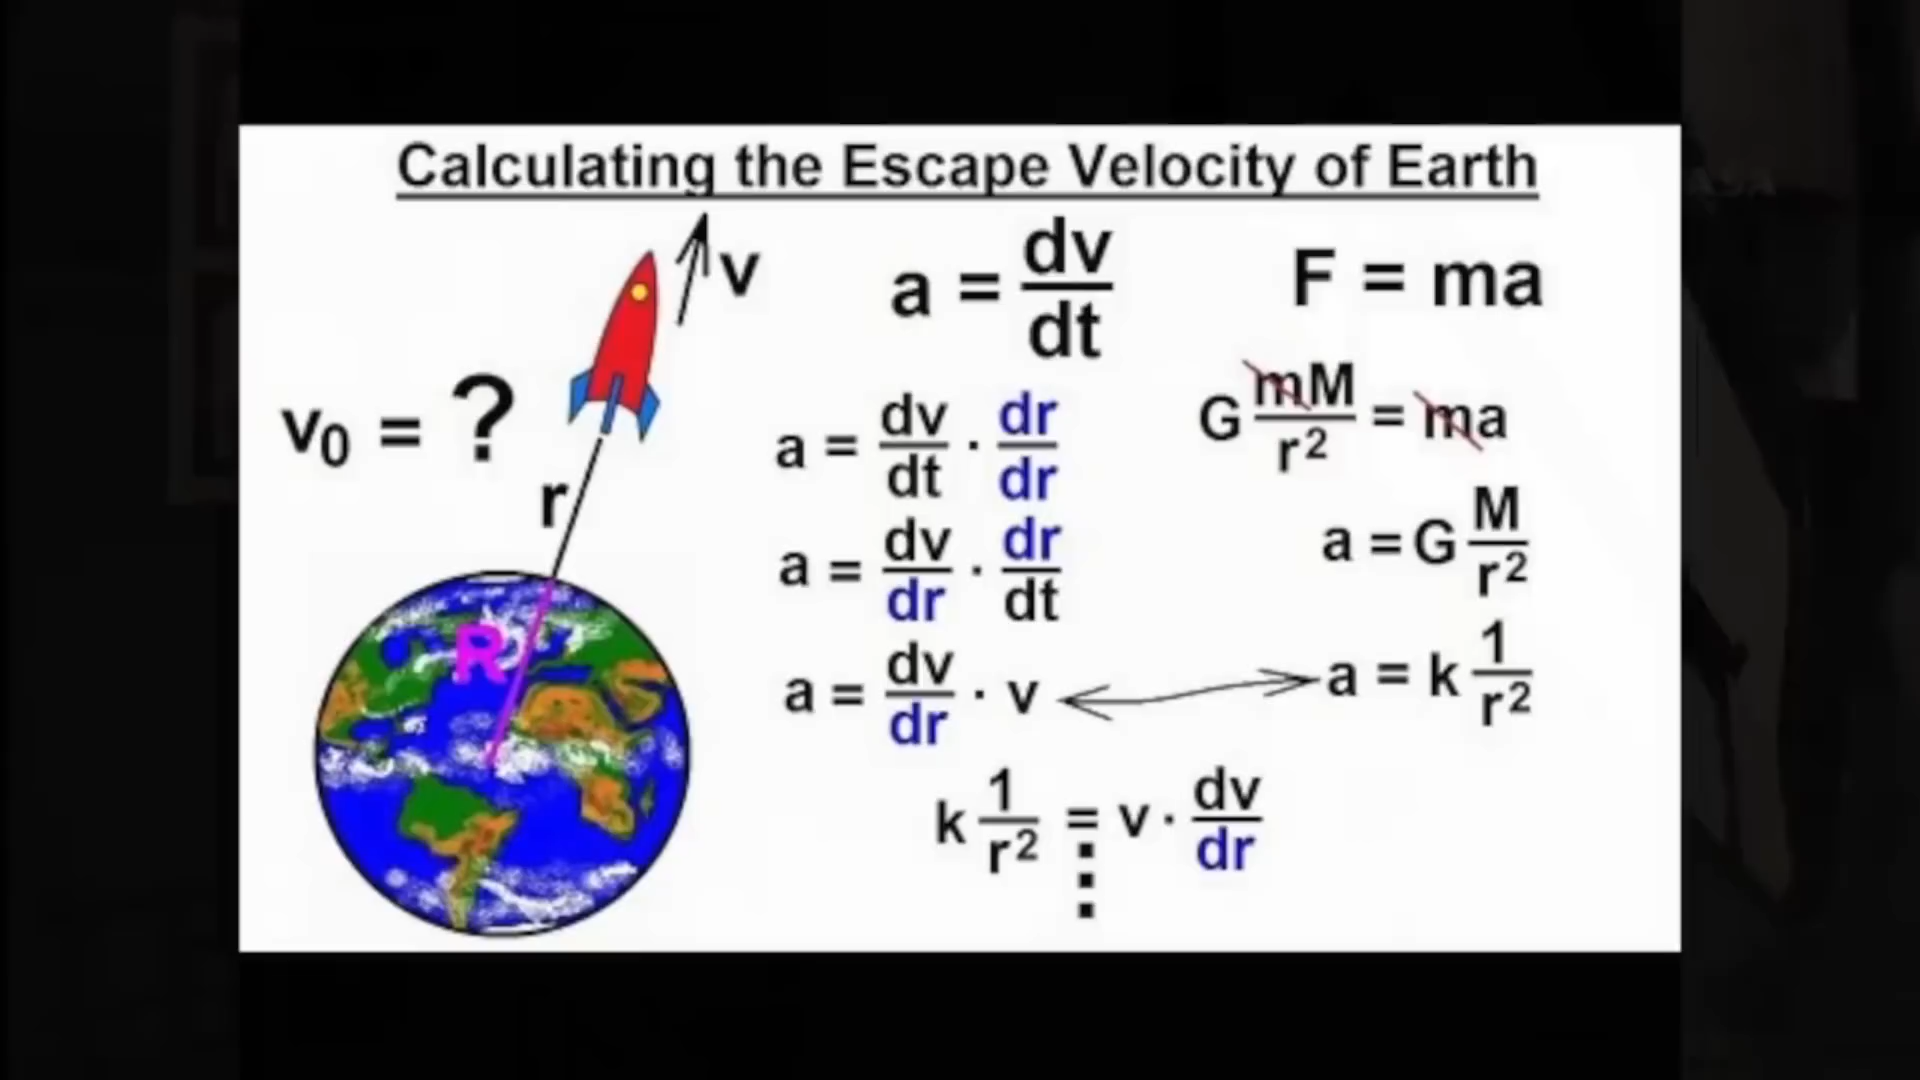 Calculating the Escape Velocity of Earth
v
v₀ = ?
r
R
a = dv/dt
a = dv/dt · dr/dr
a = dv/dr · dr/dt
a = dv/dr · v
F = ma
G mM/r² = ma
a = G M/r²
a = k 1/r²
k 1/r² = v · dv/dr